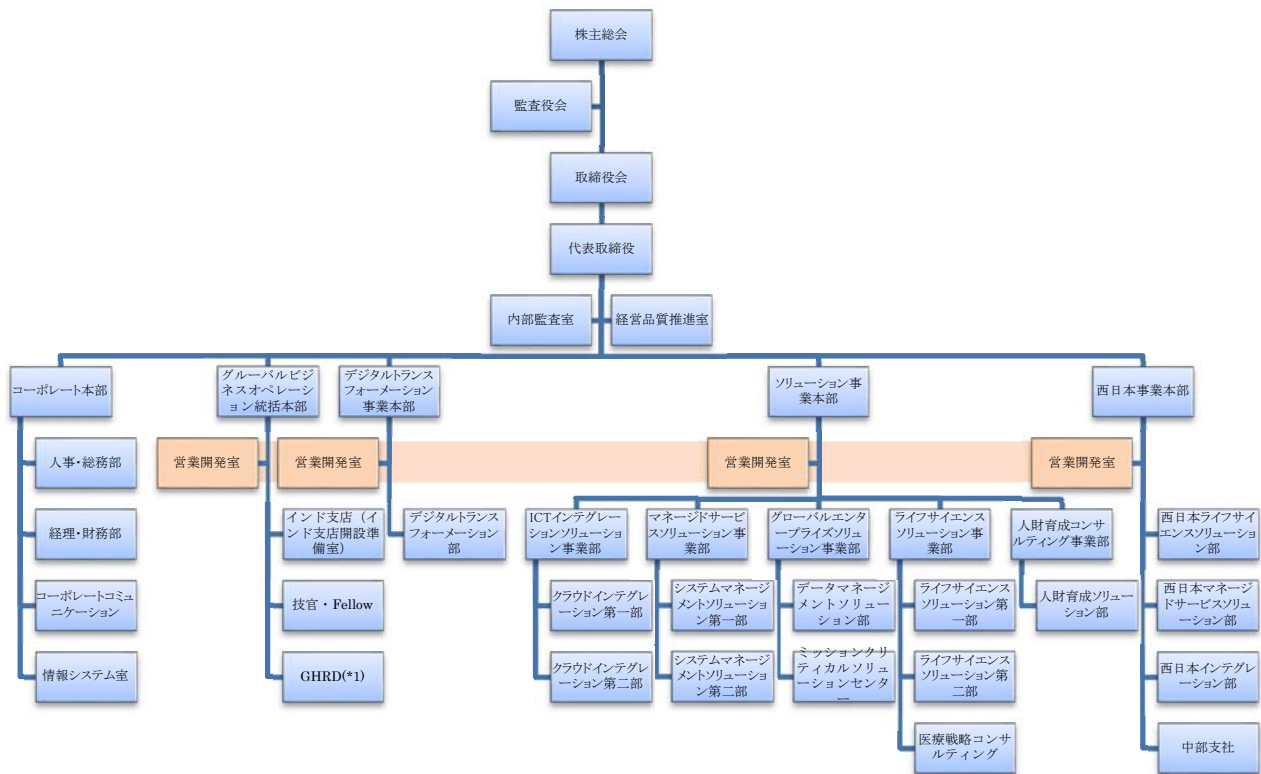 株主総会
監査役会
取締役会
代表取締役
内部監査室
経営品質推進室
コーポレート本部
グルーバルビジ
ネスオペレーシ
ョン統括本部
デジタルトランス
フォーメーション
事業本部
ソリューション事
業本部
西日本事業本部
人事・総務部
営業開発室
営業開発室
営業開発室
営業開発室
経理・財務部
インド支店（イ
ンド支店開設準
備室）
デジタルトランス
フォーメーション
部
ICTインテグレー
ションソリューショ
ン事業部
マネージドサービ
スソリューション事
業部
グローバルエンタ
ープライズソリュ
ーション事業部
ライフサイエンス
ソリューション事
業部
人財育成コンサ
ルティング事業部
西日本ライフサイ
エンスソリューショ
ン部
コーポレートコミュ
ニケーション
技官・Fellow
クラウドインテグ
レーション第一部
システムマネージ
メントソリューショ
ン第一部
データマネージ
メントソリュー
ション部
ライフサイエンス
ソリューション第
一部
人財育成ソリュー
ション部
西日本マネージ
ドサービスソリュ
ーション部
情報システム室
GHRD(*1)
クラウドインテグ
レーション第二部
システムマネージ
メントソリューショ
ン第二部
ミッションクリ
ティカルソリュ
ーションセンタ
ー
ライフサイエンス
ソリューション第
二部
西日本インテグレ
ーション部
医療戦略コンサ
ルティング
中部支社